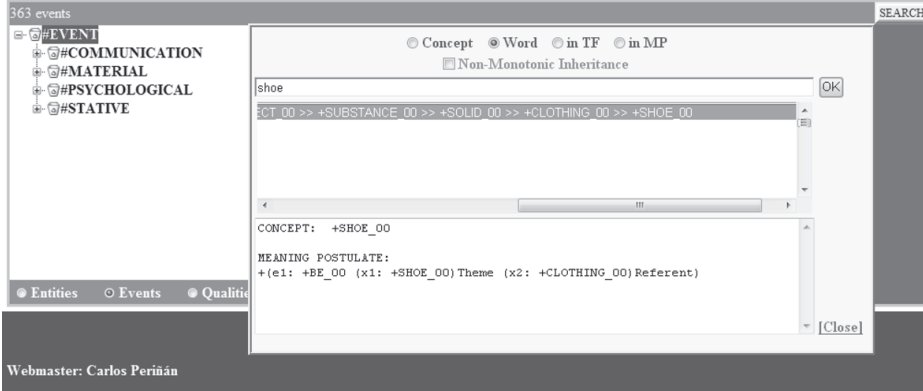 363 events
SEARCH
#EVENT
#COMMUNICATION
#MATERIAL
#PSYCHOLOGICAL
#STATIVE
Concept Word in TF in MP
Non-Monotonic Inheritance
shoe
OK
ECT_00 >> +SUBSTANCE_00 >> +SOLID_00 >> +CLOTHING_00 >> +SHOE_00
CONCEPT: +SHOE_00
MEANING POSTULATE:
+(e1: +BE_00 (x1: +SHOE_00)Theme (x2: +CLOTHING_00)Referent)
Entities Events Qualitie
[Close]
Webmaster: Carlos Periñán